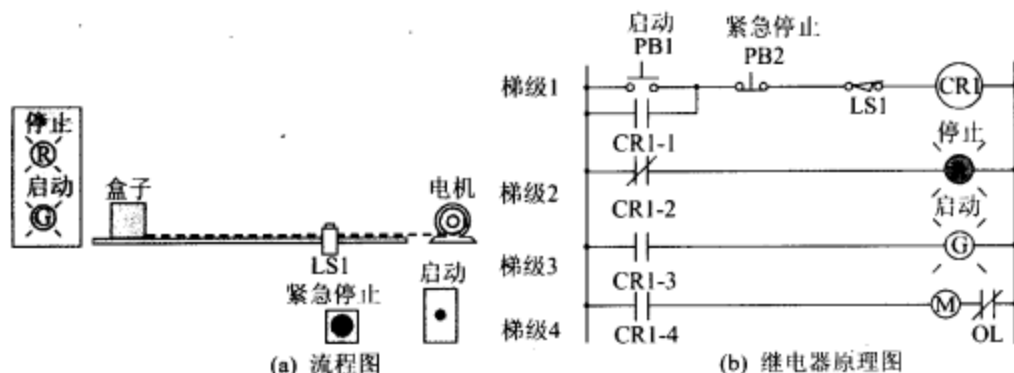 停止
R
启动
G
盒子
电机
LS1
紧急停止
启动
(a) 流程图
启动
PB1
紧急停止
PB2
梯级1
LS1
CR1
CR1-1
停止
梯级2
CR1-2
启动
梯级3
G
CR1-3
梯级4
M
CR1-4
OL
(b) 继电器原理图